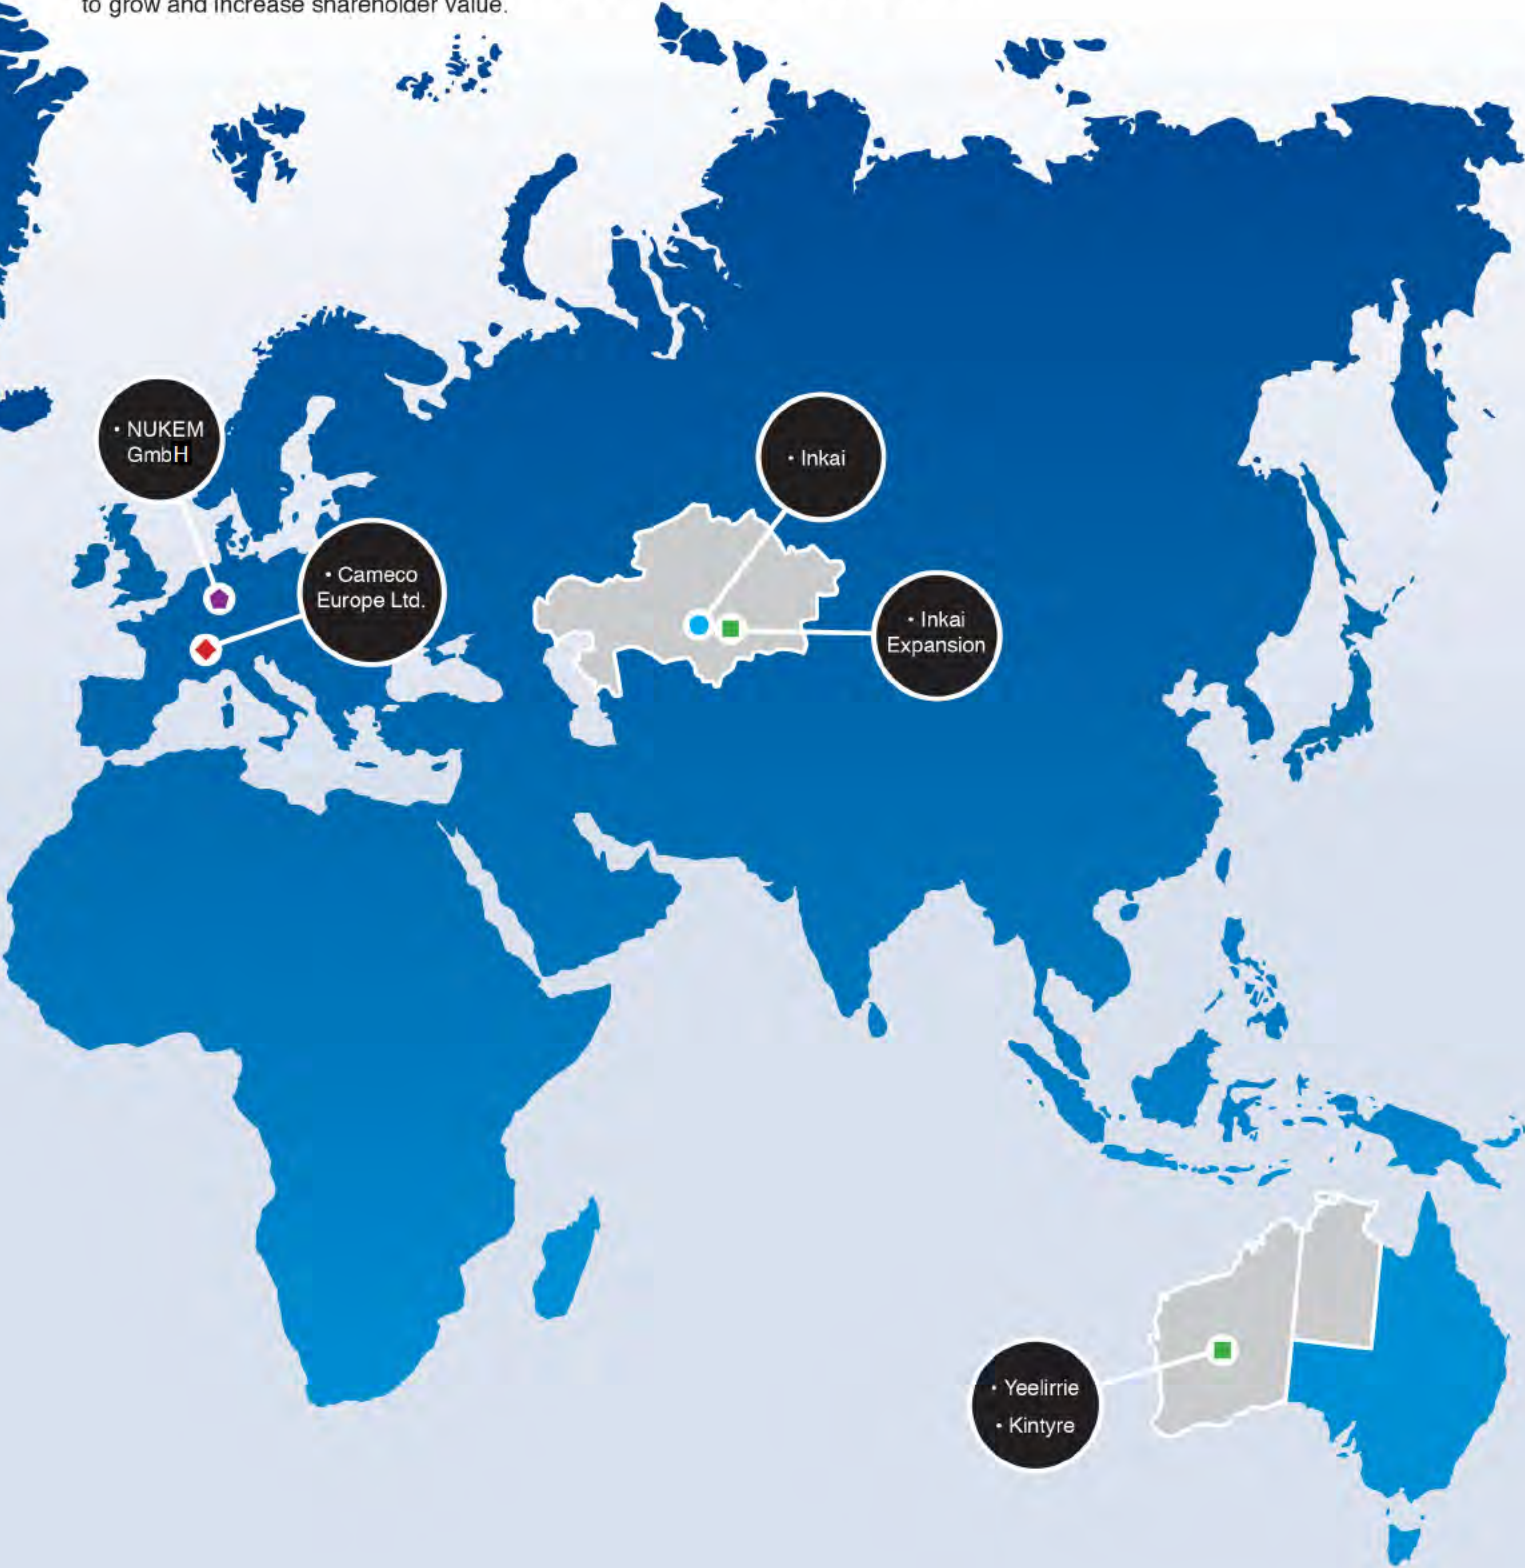 to grow and increase shareholder value.
• NUKEM
GmbH
• Inkai
• Cameco
Europe Ltd.
• Inkai
Expansion
• Yeelirrie
• Kintyre